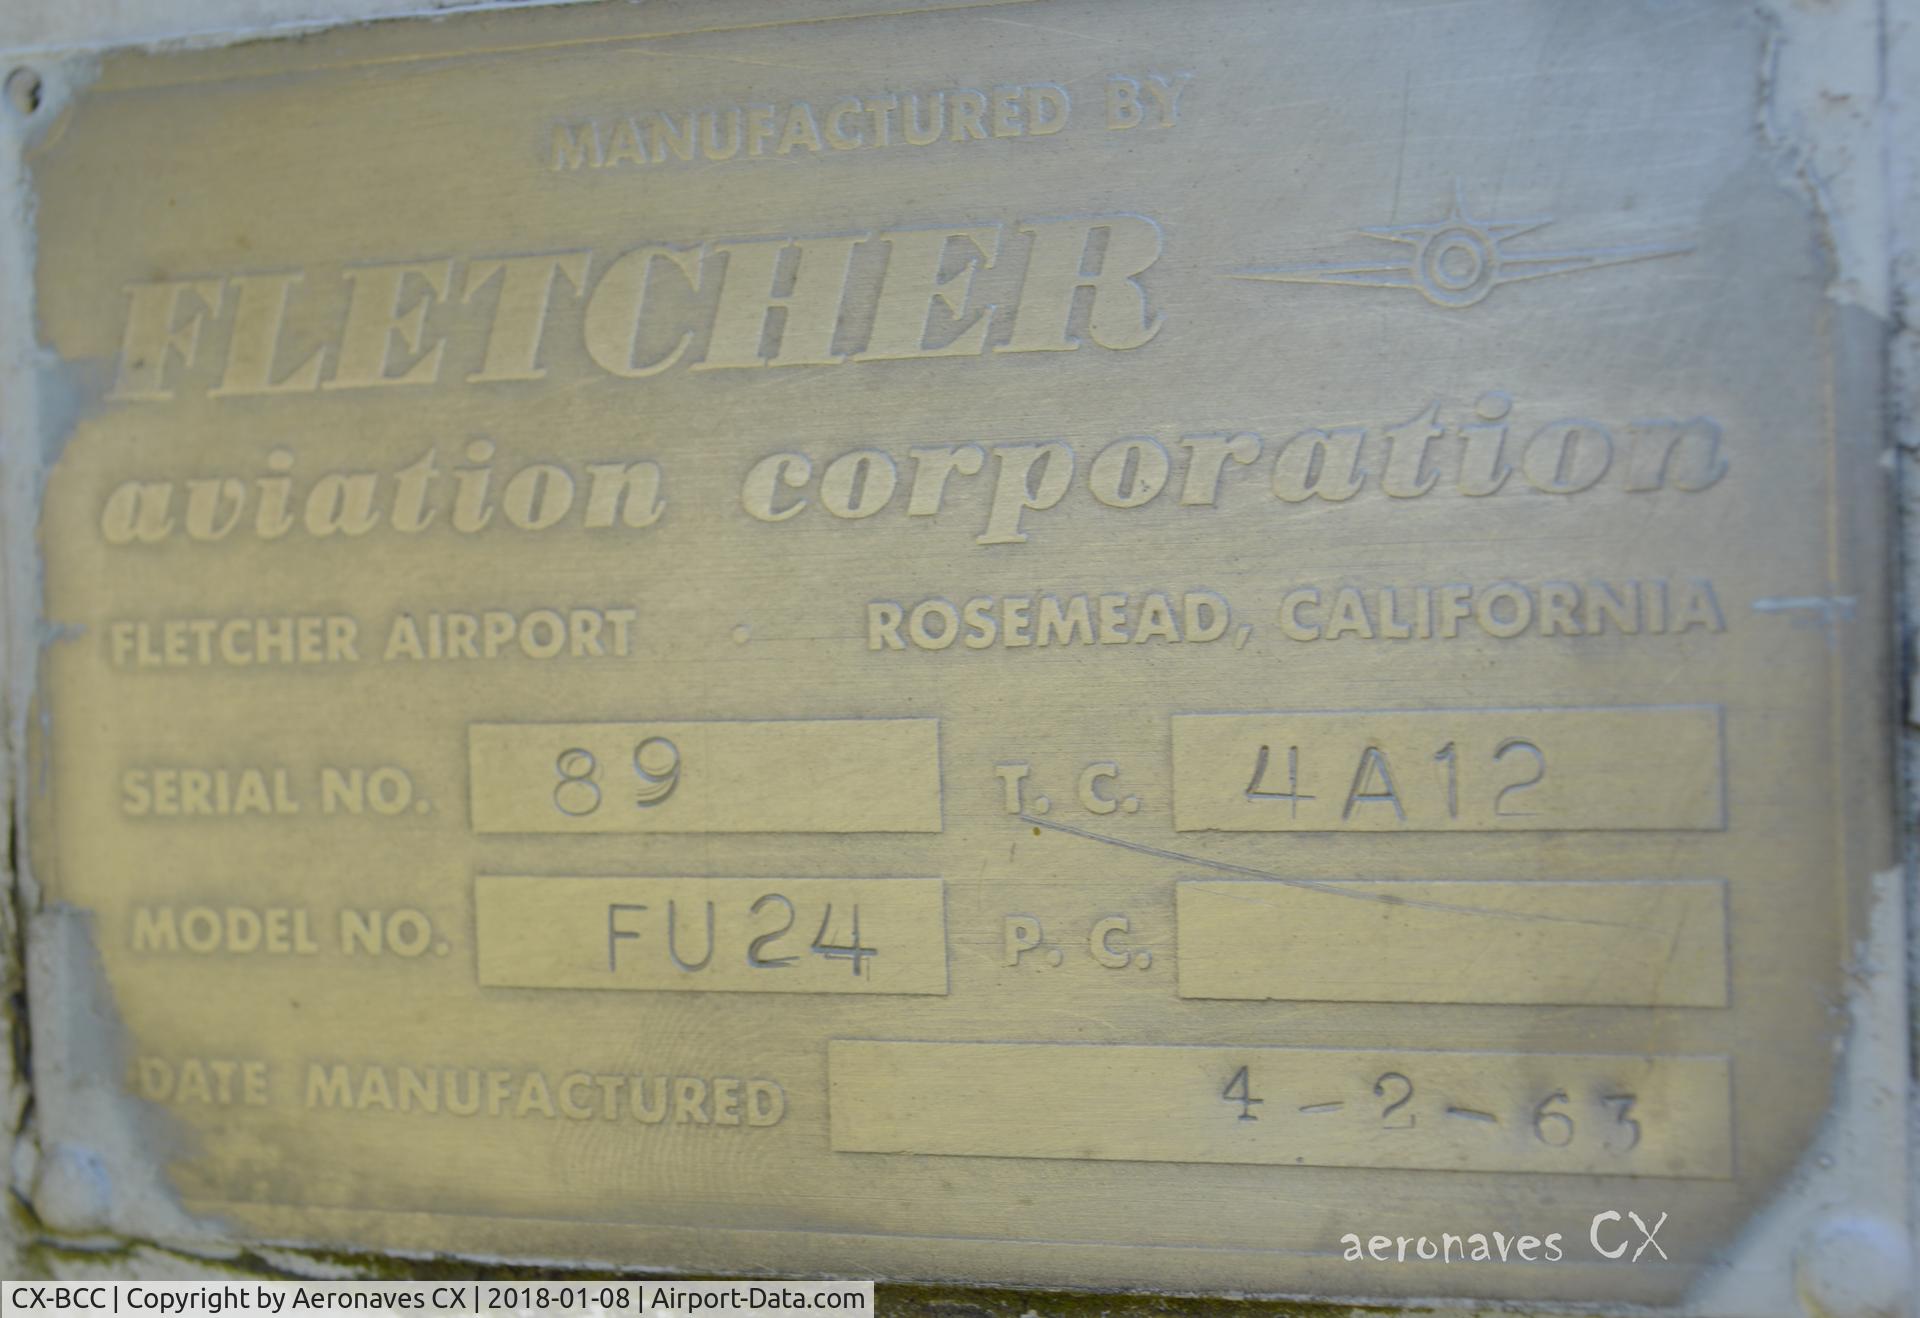 MANUFACTURED BY
FLETCHER
aviation corporation
FLETCHER AIRPORT · ROSEMEAD, CALIFORNIA
SERIAL NO. 89 T. C. 4A12
MODEL NO. FU24 P. C.
DATE MANUFACTURED 4-2-63
aeronaves CX
CX-BCC | Copyright by Aeronaves CX | 2018-01-08 | Airport-Data.com